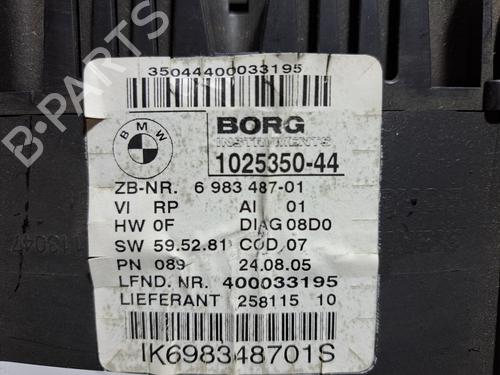 35044400033195
BMW
BORG
INSTRUMENTS
1025350-44
ZB-NR. 6 983 487-01
VI RP AI 01
HW 0F DIAG 08D0
SW 59.52.81 COD.07
PN 089 24.08.05
LFND. NR. 400033195
LIEFERANT 258115 10
IK698348701S
B-PARTS